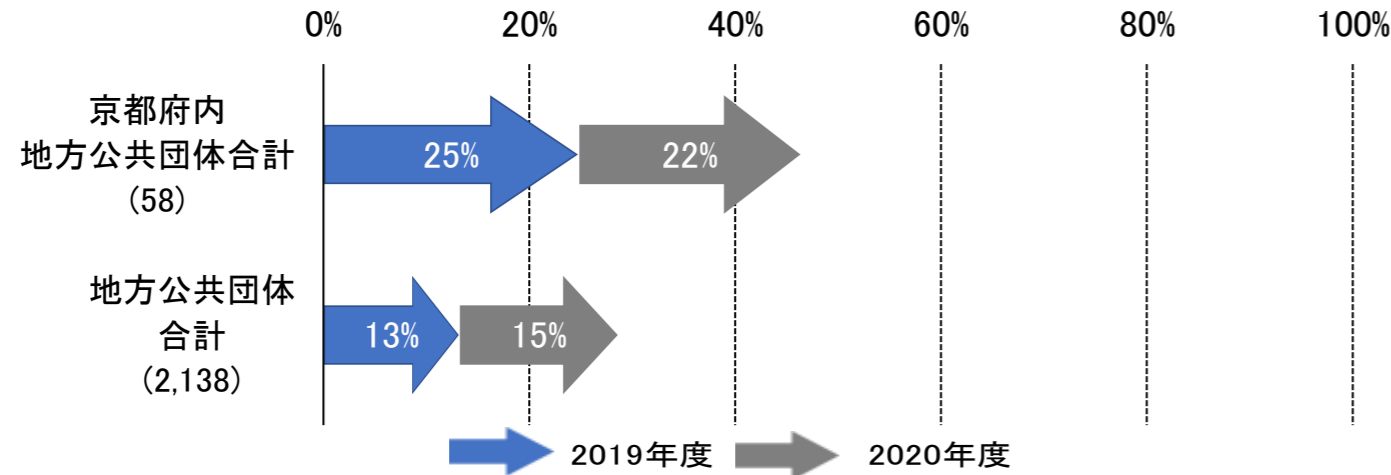 0% 20% 40% 60% 80% 100%
京都府内
地方公共団体合計
(58)
25% 22%
地方公共団体
合計
(2,138)
13% 15%
2019年度 2020年度